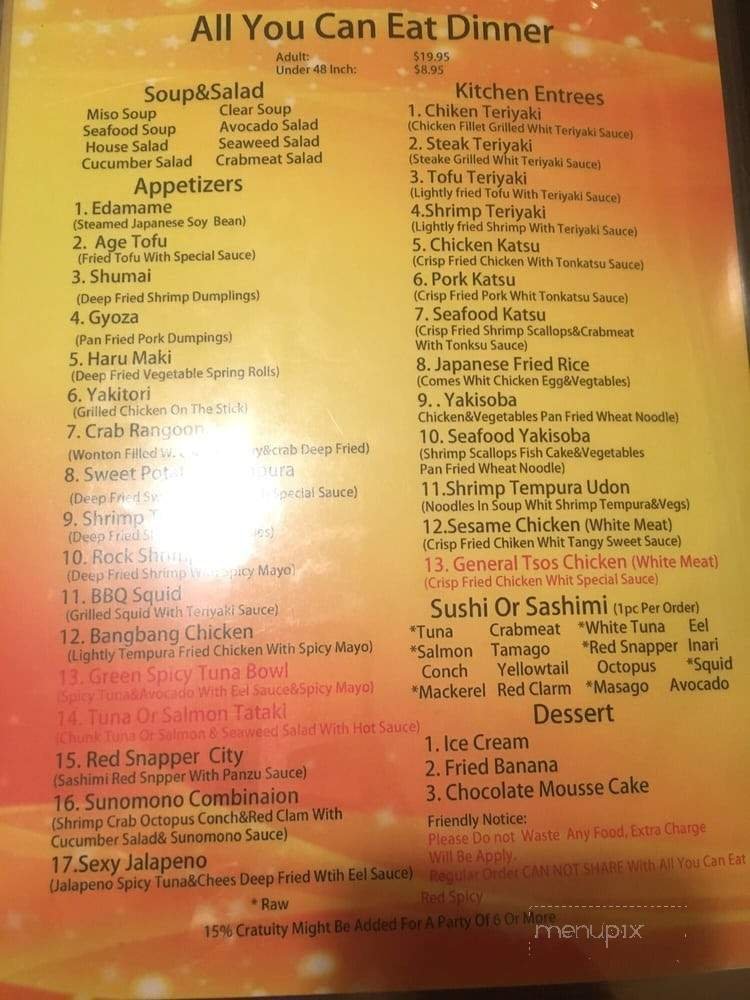 All You Can Eat Dinner
Adult: $19.95
Under 48 Inch: $8.95
Soup&Salad
Miso Soup Clear Soup
Seafood Soup Avocado Salad
House Salad Seaweed Salad
Cucumber Salad Crabmeat Salad
Appetizers
1. Edamame
(Steamed Japanese Soy Bean)
2. Age Tofu
(Fried Tofu With Special Sauce)
3. Shumai
(Deep Fried Shrimp Dumplings)
4. Gyoza
(Pan Fried Pork Dumpings)
5. Haru Maki
(Deep Fried Vegetable Spring Rolls)
6. Yakitori
(Grilled Chicken On The Stick)
7. Crab Rangoon
(Wonton Filled &crab Deep Fried)
8. Sweet
(Deep Fried Special Sauce)
9. Shrimp
(Deep Fried
10. Rock Shrimp
(Deep Fried Shrimp With Spicy Mayo)
11. BBQ Squid
(Grilled Squid With Teriyaki Sauce)
12. Bangbang Chicken
(Lightly Tempura Fried Chicken With Spicy Mayo)
13. Green Spicy Tuna Bowl
(Spicy Tuna&Avocado With Eel Sauce&Spicy Mayo)
14. Tuna Or Salmon Tataki
(Chunk Tuna Or Salmon & Seaweed Salad With Hot Sauce)
15. Red Snapper City
(Sashimi Red Snpper With Panzu Sauce)
16. Sunomono Combinaion
(Shrimp Crab Octopus Conch&Red Clam With
Cucumber Salad& Sunomono Sauce)
17.Sexy Jalapeno
(Jalapeno Spicy Tuna&Chees Deep Fried Wtih Eel Sauce)
* Raw
Kitchen Entrees
1. Chiken Teriyaki
(Chicken Fillet Grilled Whit Teriyaki Sauce)
2. Steak Teriyaki
(Steake Grilled Whit Teriyaki Sauce)
3. Tofu Teriyaki
(Lightly fried Tofu With Teriyaki Sauce)
4.Shrimp Teriyaki
(Lightly fried Shrimp With Teriyaki Sauce)
5. Chicken Katsu
(Crisp Fried Chicken With Tonkatsu Sauce)
6. Pork Katsu
(Crisp Fried Pork Whit Tonkatsu Sauce)
7. Seafood Katsu
(Crisp Fried Shrimp Scallops&Crabmeat
With Tonksu Sauce)
8. Japanese Fried Rice
(Comes Whit Chicken Egg&Vegtables)
9. . Yakisoba
Chicken&Vegetables Pan Fried Wheat Noodle)
10. Seafood Yakisoba
(Shrimp Scallops Fish Cake&Vegetables
Pan Fried Wheat Noodle)
11.Shrimp Tempura Udon
(Noodles In Soup Whit Shrimp Tempura&Vegs)
12.Sesame Chicken (White Meat)
(Crisp Fried Chiken Whit Tangy Sweet Sauce)
13. General Tsos Chicken (White Meat)
(Crisp Fried Chicken Whit Special Sauce)
Sushi Or Sashimi (1pc Per Order)
*Tuna Crabmeat *White Tuna Eel
*Salmon Tamago *Red Snapper Inari
Conch Yellowtail Octopus *Squid
*Mackerel Red Clarm *Masago Avocado
Dessert
1. Ice Cream
2. Fried Banana
3. Chocolate Mousse Cake
Friendly Notice:
Please Do not Waste Any Food, Extra Charge
Will Be Apply.
Regular Order CAN NOT SHARE With All You Can Eat
Red Spicy
15% Cratuity Might Be Added For A Party Of 6 Or More
menupix